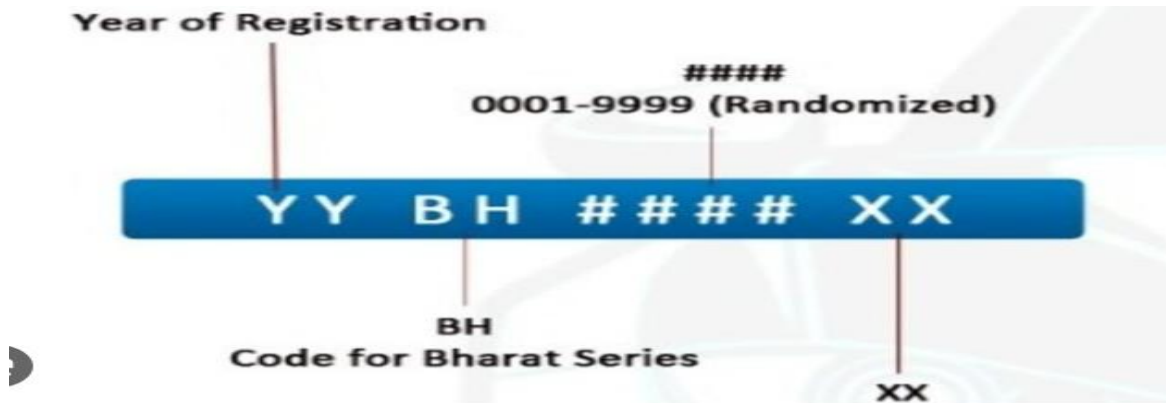 Year of Registration
####
0001-9999 (Randomized)
YY BH #### XX
BH
Code for Bharat Series
XX